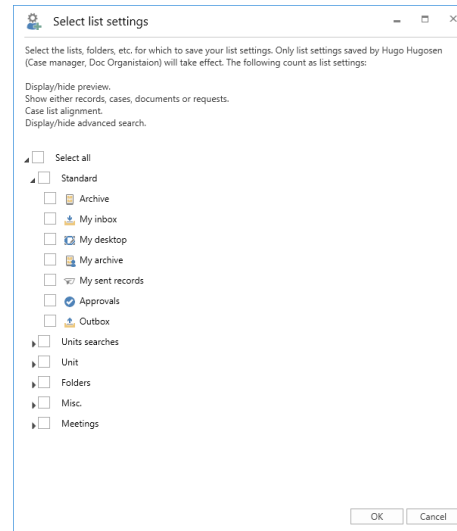 Select list settings
Select the lists, folders, etc. for which to save your list settings. Only list settings saved by Hugo Hugosen
(Case manager, Doc Organistaion) will take effect. The following count as list settings:
Display/hide preview.
Show either records, cases, documents or requests.
Case list alignment.
Display/hide advanced search.
Select all
Standard
Archive
My inbox
My desktop
My archive
My sent records
Approvals
Outbox
Units searches
Unit
Folders
Misc.
Meetings
OK Cancel